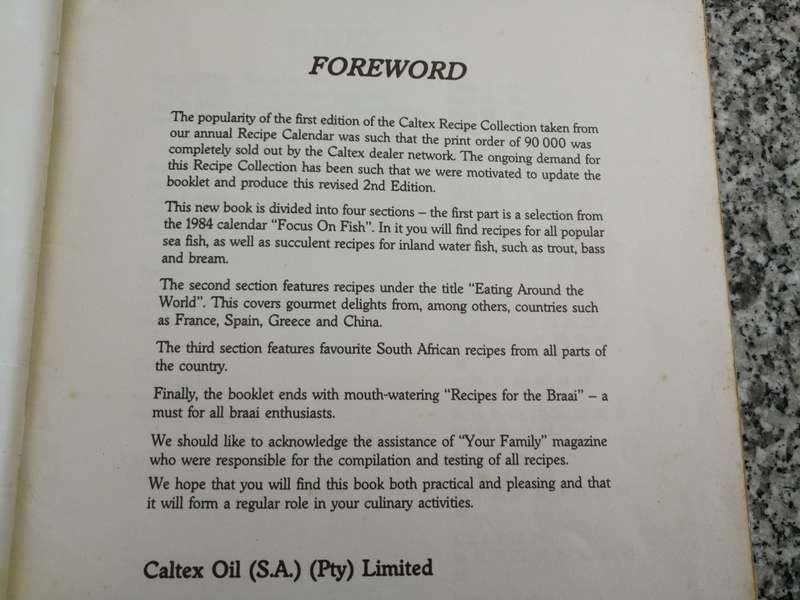 FOREWORD
The popularity of the first edition of the Caltex Recipe Collection taken from
our annual Recipe Calendar was such that the print order of 90 000 was
completely sold out by the Caltex dealer network. The ongoing demand for
this Recipe Collection has been such that we were motivated to update the
booklet and produce this revised 2nd Edition.
This new book is divided into four sections – the first part is a selection from
the 1984 calendar “Focus On Fish”. In it you will find recipes for all popular
sea fish, as well as succulent recipes for inland water fish, such as trout, bass
and bream.
The second section features recipes under the title “Eating Around the
World”. This covers gourmet delights from, among others, countries such
as France, Spain, Greece and China.
The third section features favourite South African recipes from all parts of
the country.
Finally, the booklet ends with mouth-watering “Recipes for the Braai” – a
must for all braai enthusiasts.
We should like to acknowledge the assistance of “Your Family” magazine
who were responsible for the compilation and testing of all recipes.
We hope that you will find this book both practical and pleasing and that
it will form a regular role in your culinary activities.
Caltex Oil (S.A.) (Pty) Limited